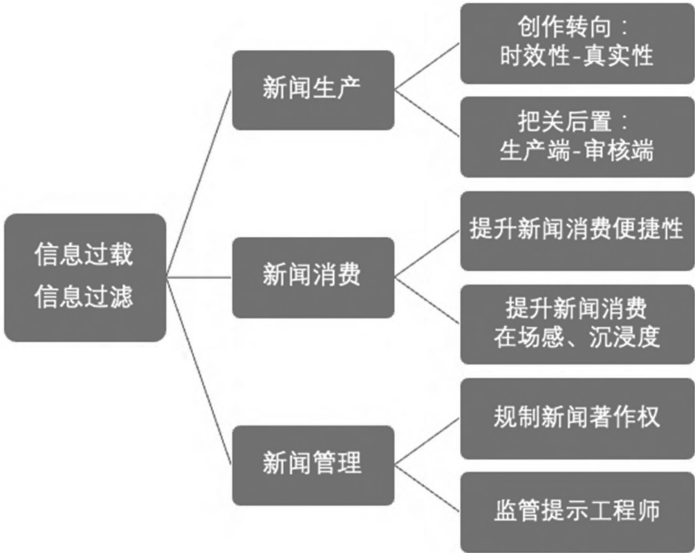 信息过载
信息过滤
新闻生产
创作转向：
时效性-真实性
把关后置：
生产端-审核端
新闻消费
提升新闻消费便捷性
提升新闻消费
在场感、沉浸度
新闻管理
规制新闻著作权
监管提示工程师